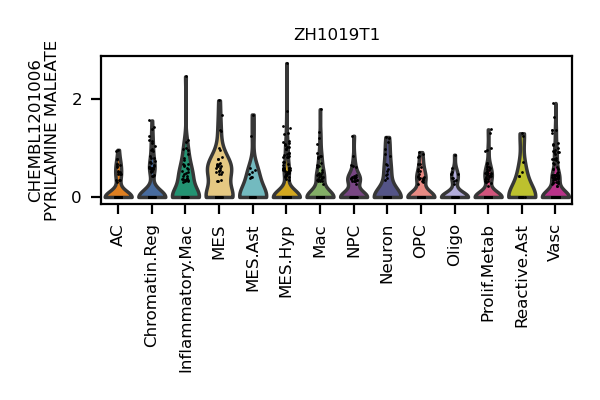 ZH1019T1
CHEMBL1201006
PYRILAMINE MALEATE
2
0
AC
Chromatin.Reg
Inflammatory.Mac
MES
MES.Ast
MES.Hyp
Mac
NPC
Neuron
OPC
Oligo
Prolif.Metab
Reactive.Ast
Vasc